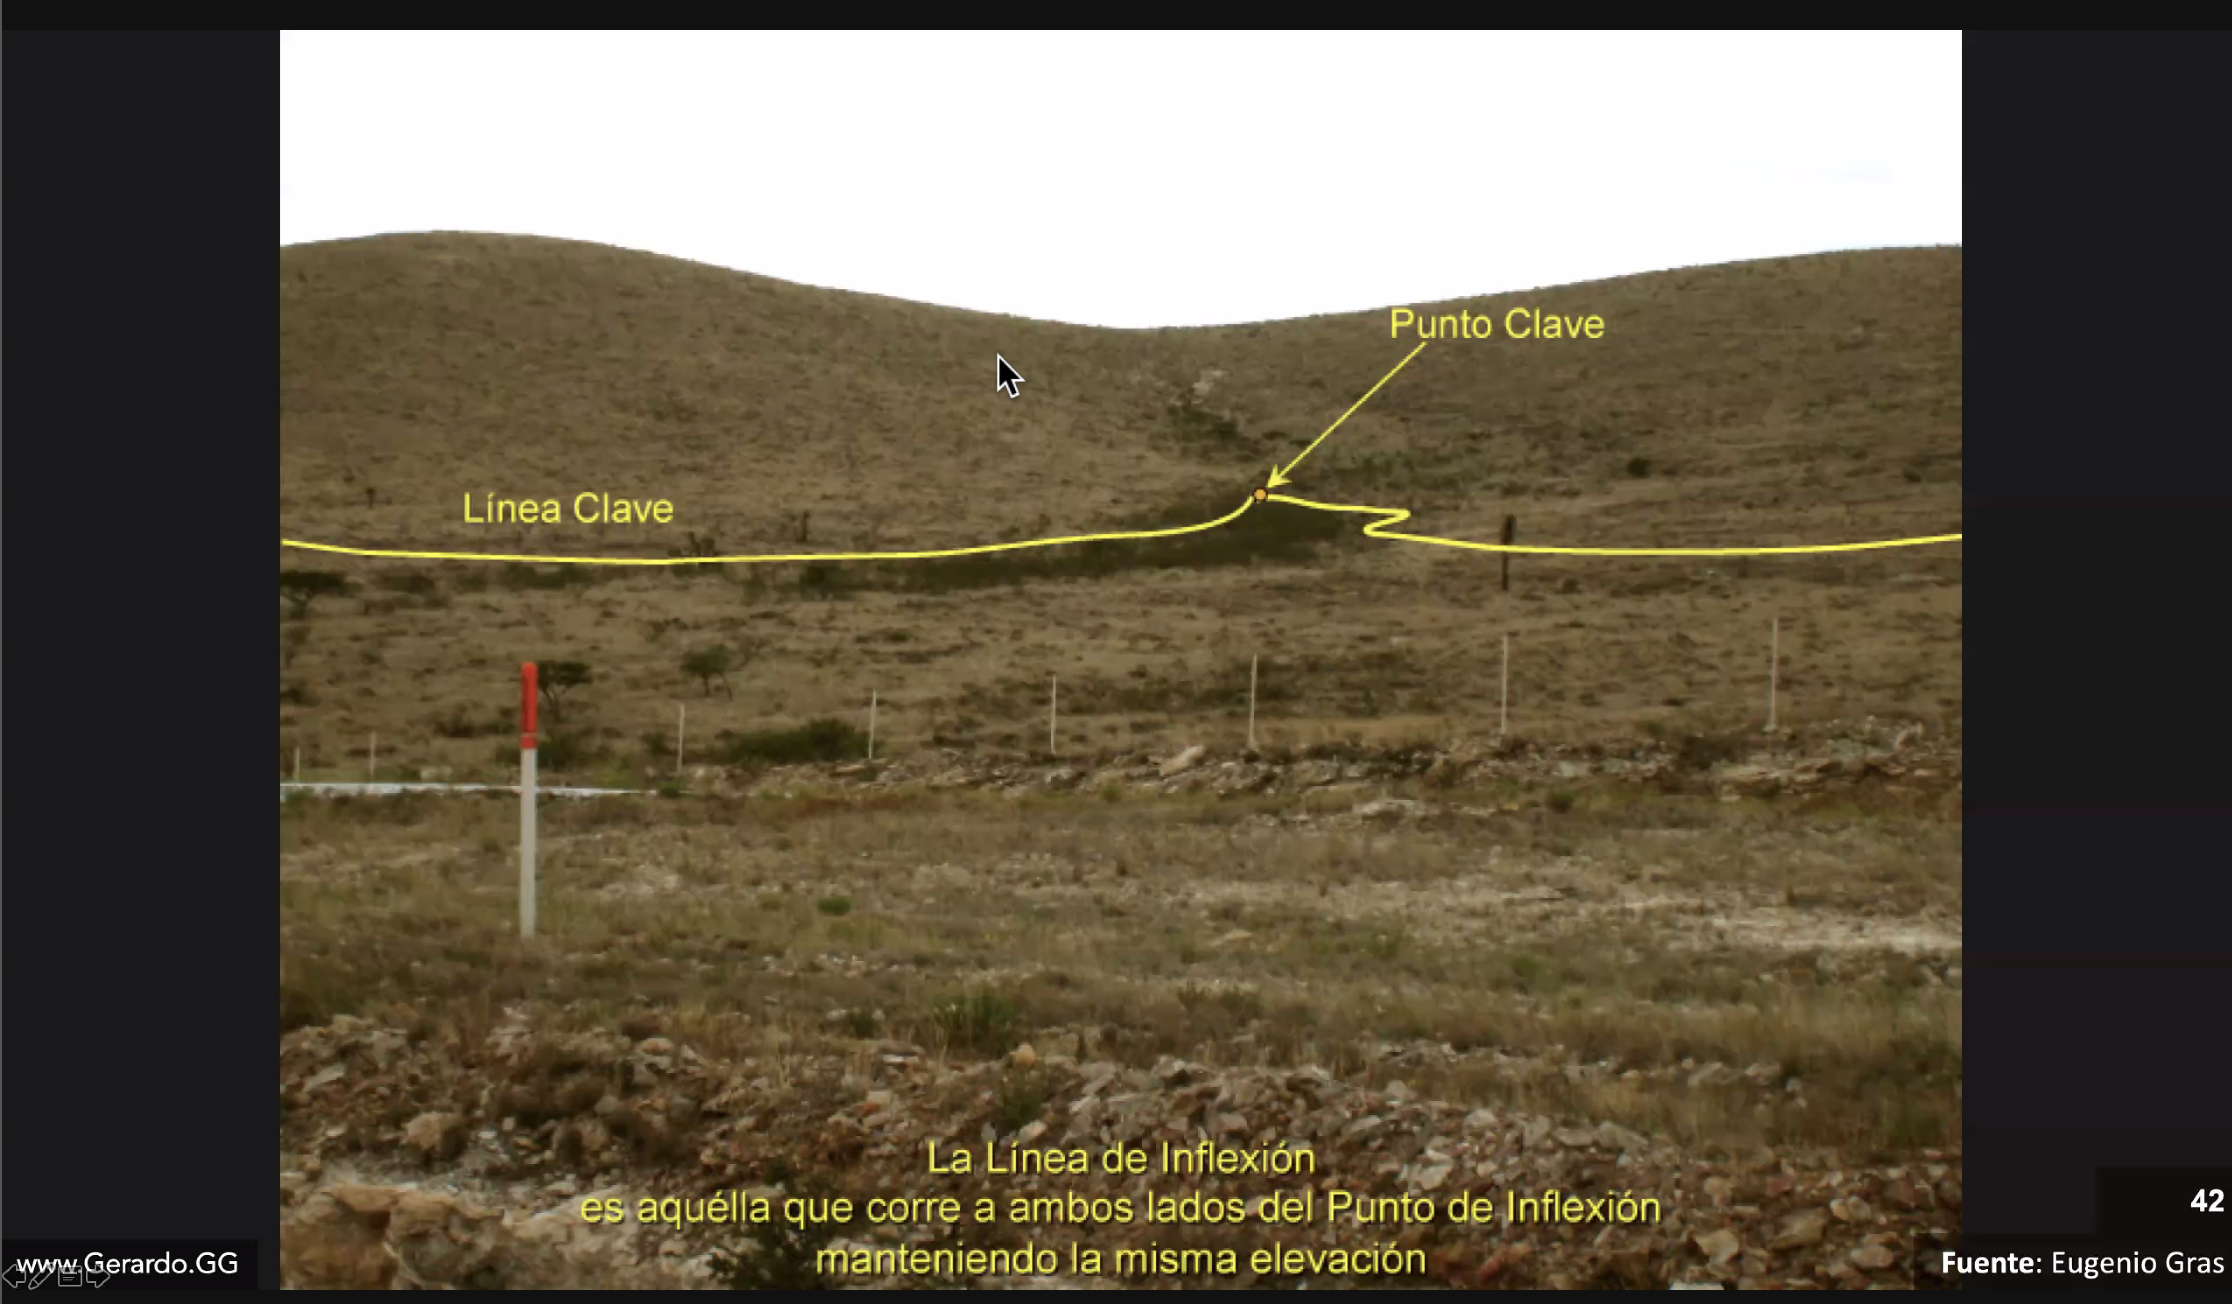 Punto Clave
Línea Clave
La Línea de Inflexión
es aquélla que corre a ambos lados del Punto de Inflexión
manteniendo la misma elevación
42
www.Gerardo.GG
Fuente: Eugenio Gras